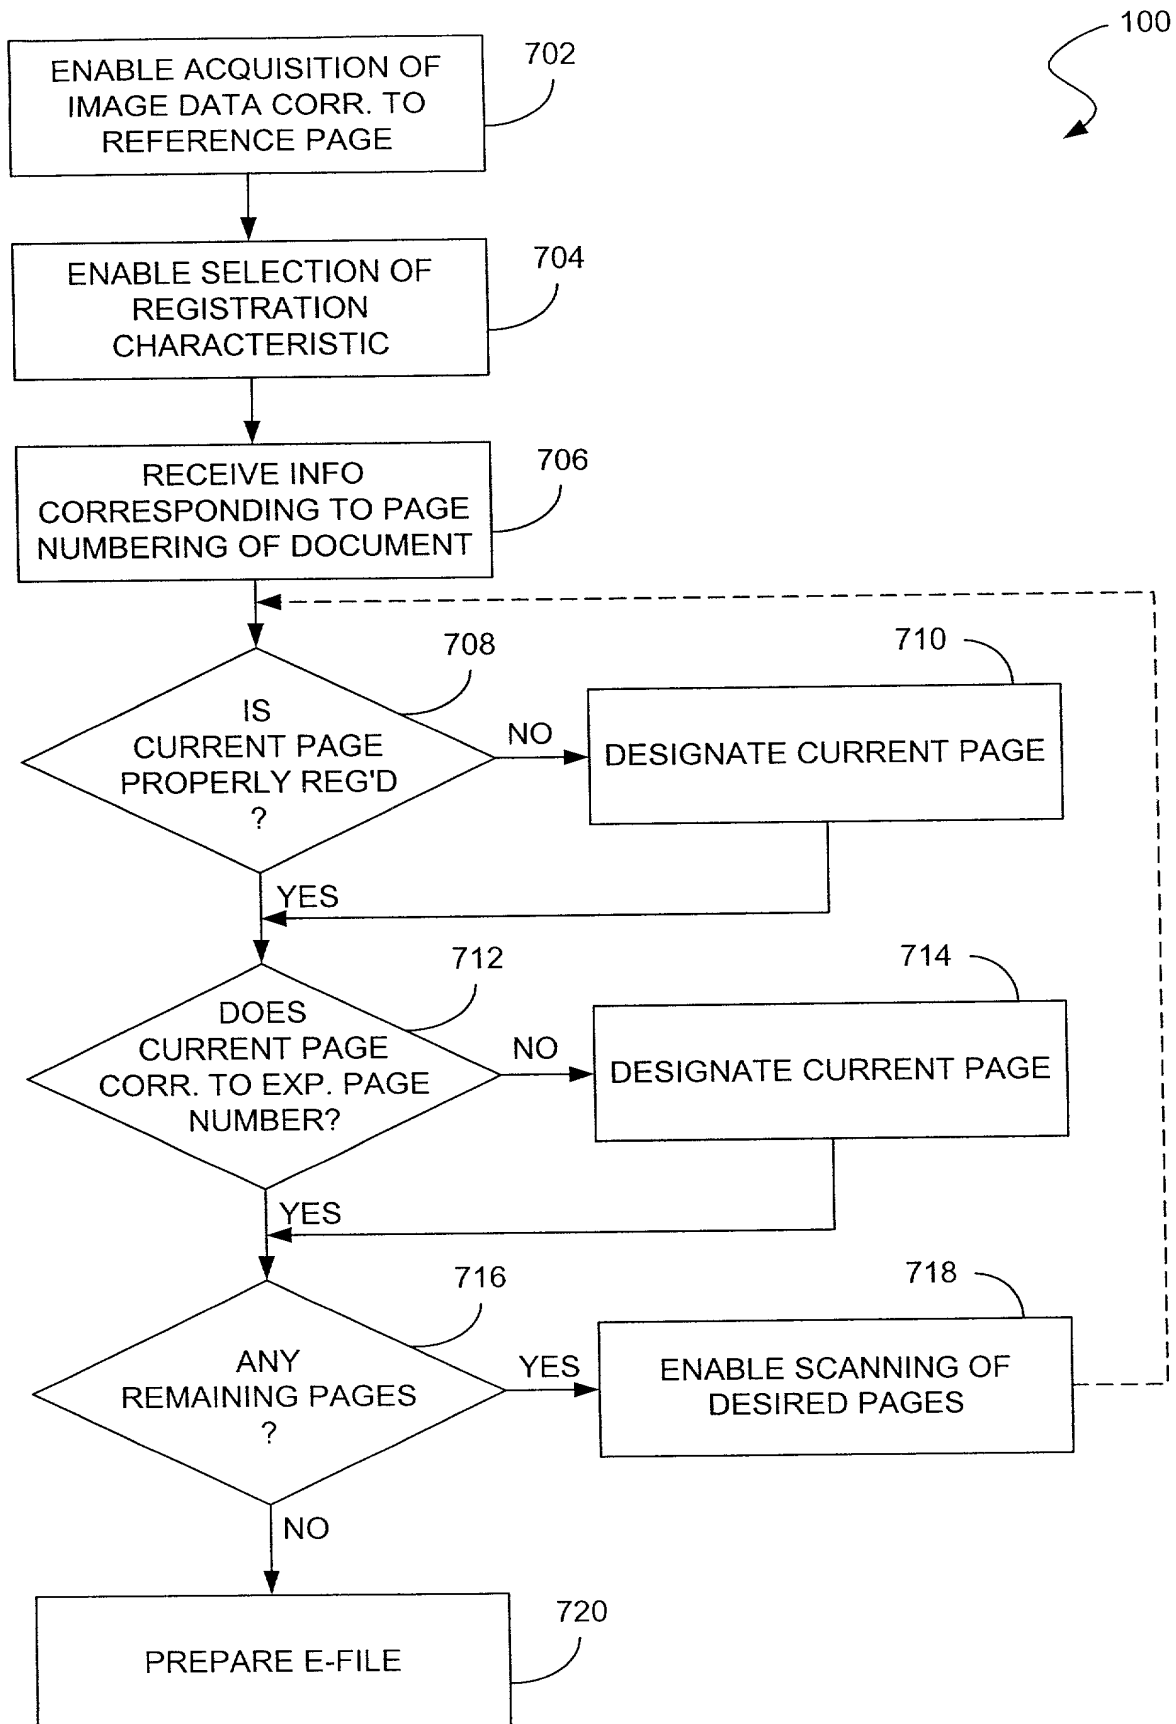 100
702
ENABLE ACQUISITION OF
IMAGE DATA CORR. TO
REFERENCE PAGE
704
ENABLE SELECTION OF
REGISTRATION
CHARACTERISTIC
706
RECEIVE INFO
CORRESPONDING TO PAGE
NUMBERING OF DOCUMENT
708
IS
CURRENT PAGE
PROPERLY REG'D
?
NO
710
DESIGNATE CURRENT PAGE
YES
712
DOES
CURRENT PAGE
CORR. TO EXP. PAGE
NUMBER?
NO
714
DESIGNATE CURRENT PAGE
YES
716
ANY
REMAINING PAGES
?
YES
718
ENABLE SCANNING OF
DESIRED PAGES
NO
720
PREPARE E-FILE